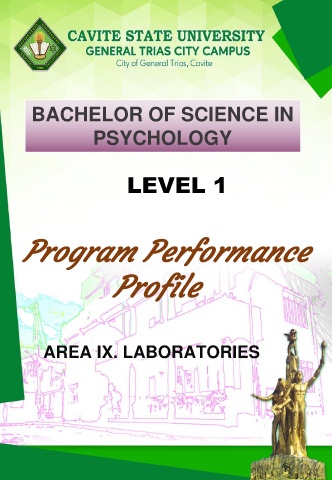 CAVITE STATE UNIVERSITY
GENERAL TRIAS CITY CAMPUS
City of General Trias, Cavite
BACHELOR OF SCIENCE IN
PSYCHOLOGY
LEVEL 1
Program Performance
Profile
AREA IX. LABORATORIES